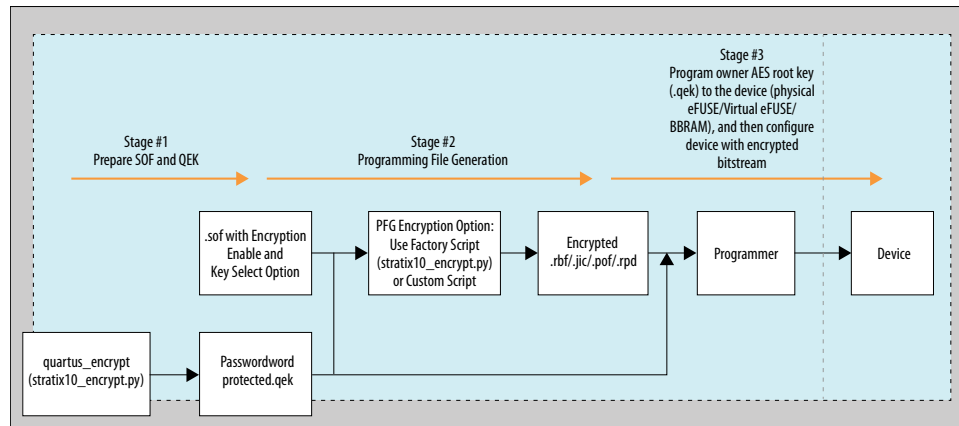 Stage #3
Program owner AES root key
(.qek) to the device (physical
eFUSE/Virtual eFUSE/
BBRAM), and then configure
device with encrypted
bitstream
Stage #1
Prepare SOF and QEK
Stage #2
Programming File Generation
.sof with Encryption
Enable and
Key Select Option
PFG Encryption Option:
Use Factory Script
(stratix10_encrypt.py)
or Custom Script
Encrypted
.rbf/.jic/.pof/.rpd
Programmer
Device
quartus_encrypt
(stratix10_encrypt.py)
Passwordword
protected.qek